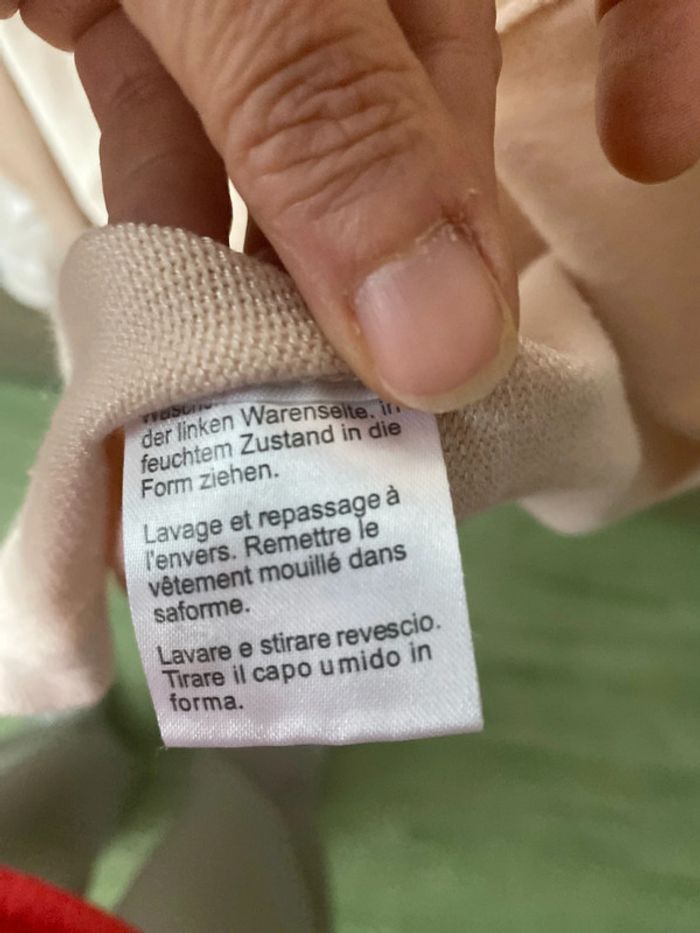 der linken Warenseite. in
feuchtem Zustand in die
Form ziehen.
Lavage et repassage à
l'envers. Remettre le
vêtement mouillé dans
saforme.
Lavare e stirare revescio.
Tirare il capo umido in
forma.